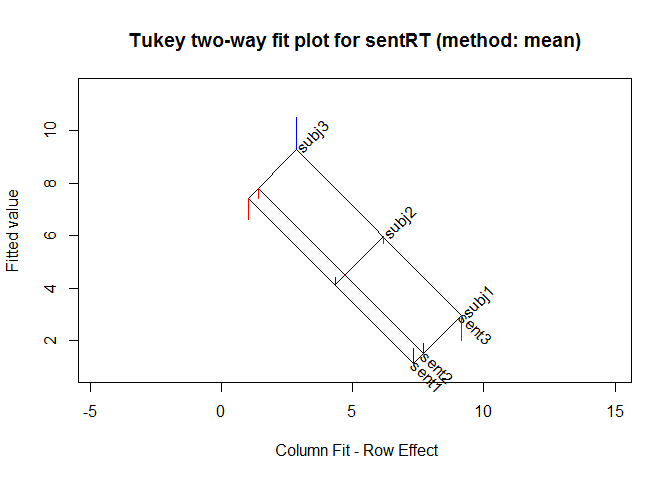 Tukey two-way fit plot for sentRT (method: mean)
Fitted value
10
8
6
4
2
subj3
subj2
subj1
sent3
sent2
sent1
-5 0 5 10 15
Column Fit - Row Effect